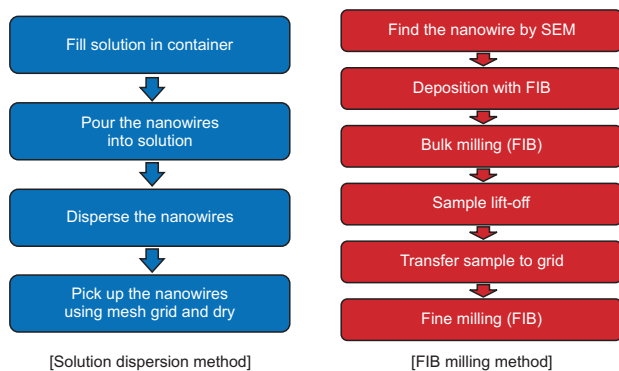 Fill solution in container
Pour the nanowires
into solution
Disperse the nanowires
Pick up the nanowires
using mesh grid and dry
[Solution dispersion method]
Find the nanowire by SEM
Deposition with FIB
Bulk milling (FIB)
Sample lift-off
Transfer sample to grid
Fine milling (FIB)
[FIB milling method]